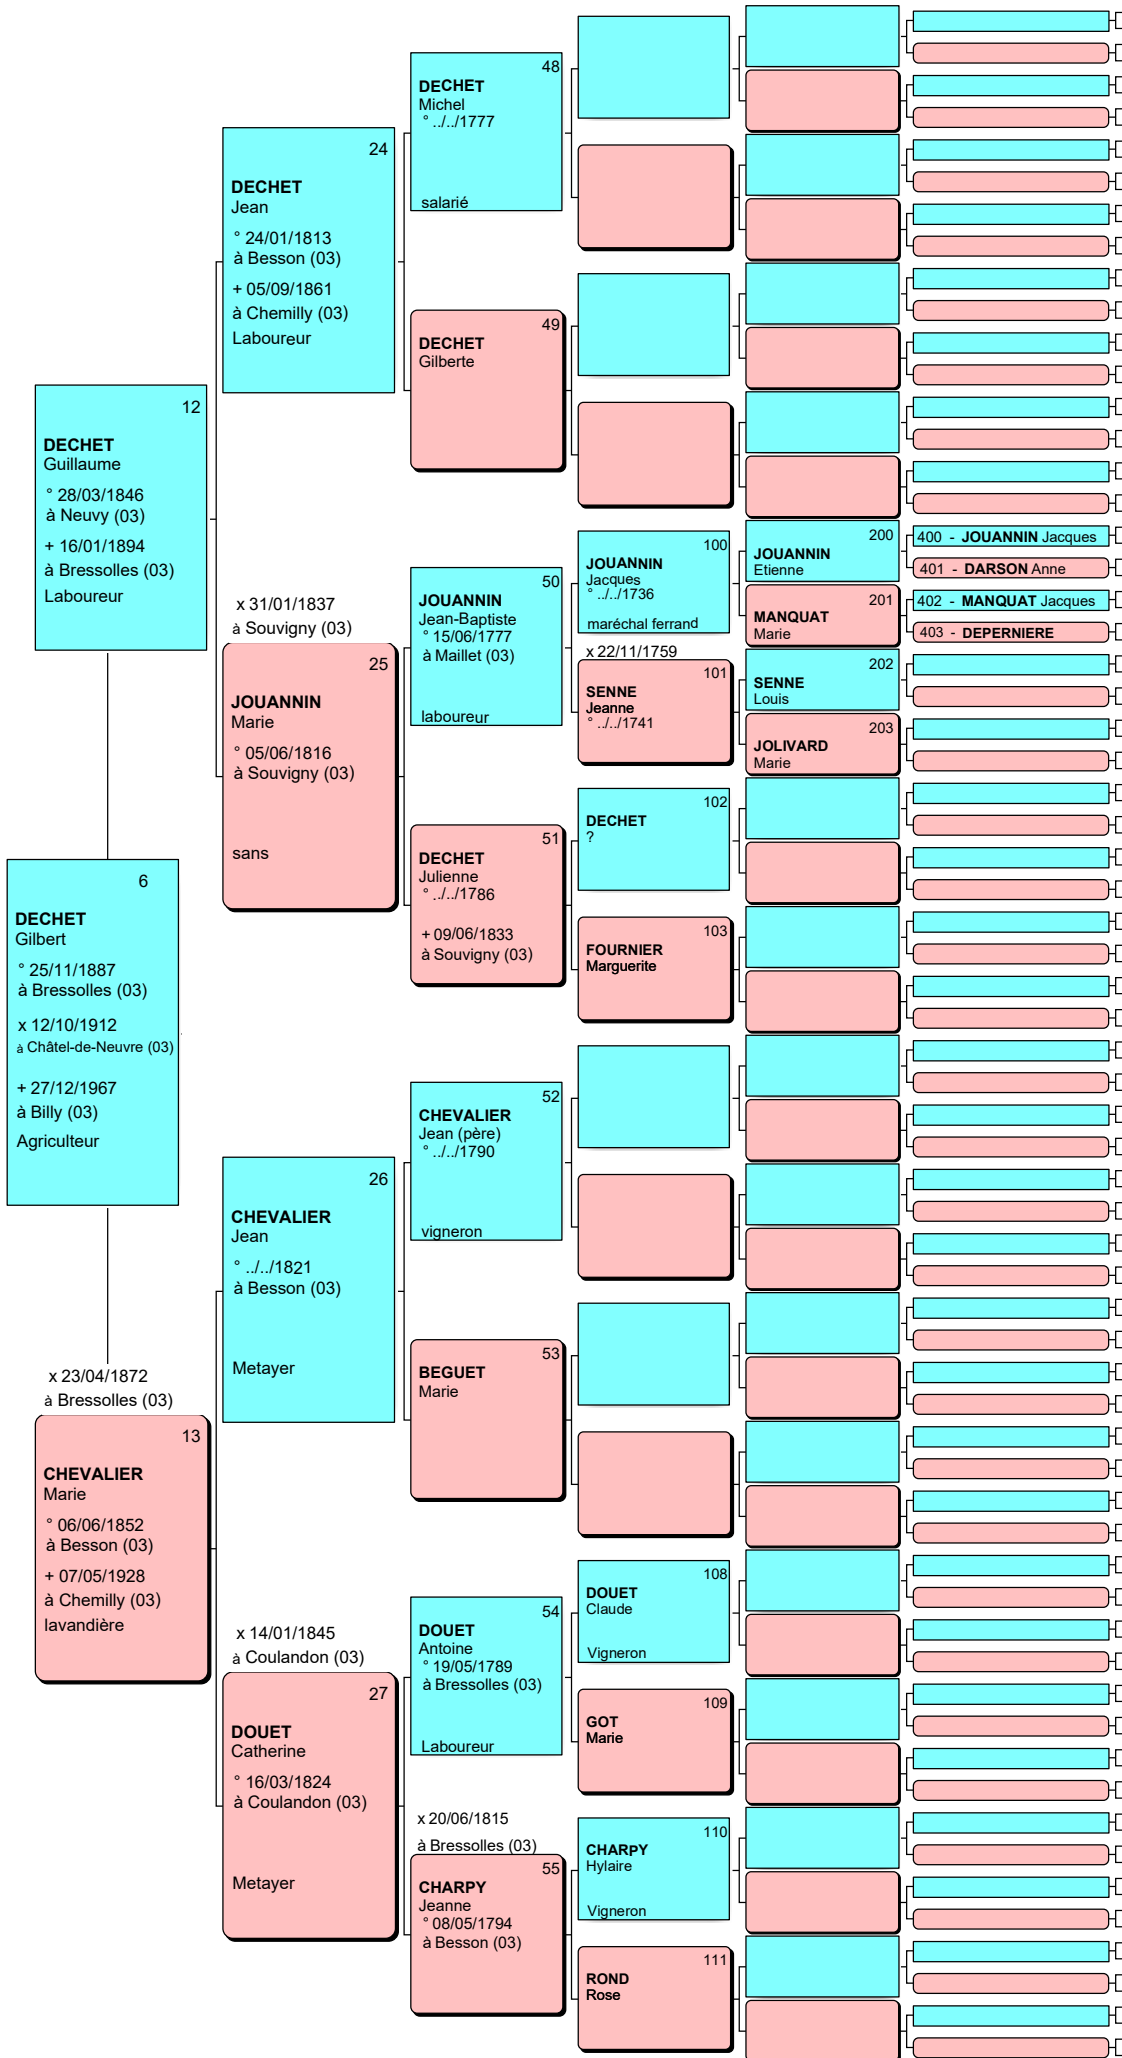 6
DECHET
Gilbert
° 25/11/1887
à Bressolles (03)
x 12/10/1912
à Châtel-de-Neuvre (03)
+ 27/12/1967
à Billy (03)
Agriculteur
12
DECHET
Guillaume
° 28/03/1846
à Neuvy (03)
+ 16/01/1894
à Bressolles (03)
Laboureur
x 23/04/1872
à Bressolles (03)
13
CHEVALIER
Marie
° 06/06/1852
à Besson (03)
+ 07/05/1928
à Chemilly (03)
lavandière
24
DECHET
Jean
° 24/01/1813
à Besson (03)
+ 05/09/1861
à Chemilly (03)
Laboureur
x 31/01/1837
à Souvigny (03)
25
JOUANNIN
Marie
° 05/06/1816
à Souvigny (03)
sans
26
CHEVALIER
Jean
° ../../1821
à Besson (03)
Metayer
x 14/01/1845
à Coulandon (03)
27
DOUET
Catherine
° 16/03/1824
à Coulandon (03)
Metayer
48
DECHET
Michel
° ../../1777
salarié
49
DECHET
Gilberte
50
JOUANNIN
Jean-Baptiste
° 15/06/1777
à Maillet (03)
laboureur
51
DECHET
Julienne
° ../../1786
+ 09/06/1833
à Souvigny (03)
52
CHEVALIER
Jean (père)
° ../../1790
vigneron
53
BEGUET
Marie
54
DOUET
Antoine
° 19/05/1789
à Bressolles (03)
Laboureur
x 20/06/1815
à Bressolles (03)
55
CHARPY
Jeanne
° 08/05/1794
à Besson (03)
100
JOUANNIN
Jacques
° ../../1736
maréchal ferrand
x 22/11/1759
101
SENNE
Jeanne
° ../../1741
102
DECHET
?
103
FOURNIER
Marguerite
108
DOUET
Claude
Vigneron
109
GOT
Marie
110
CHARPY
Hylaire
Vigneron
111
ROND
Rose
200
JOUANNIN
Etienne
201
MANQUAT
Marie
202
SENNE
Louis
203
JOLIVARD
Marie
400 - JOUANNIN Jacques
401 - DARSON Anne
402 - MANQUAT Jacques
403 - DEPERNIERE